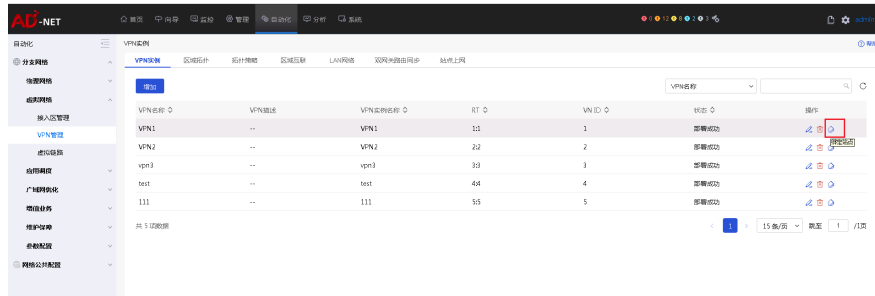 AD-NET
首页 向导 监控 管理 自动化 分析 系统
0 0 12 8 2 3
admin
自动化
VPN实例
分支网络
VPN实例 区域拓扑 拓扑策略 区域互联 LAN网络 双网关路由同步 站点上网
物理网络
增加
VPN名称
虚拟网络
VPN名称 VPN描述 VPN实例名称 RT VN ID 状态 操作
接入区管理
VPN1 -- VPN1 1:1 1 部署成功
VPN管理
绑定站点
VPN2 -- VPN2 2:2 2 部署成功
虚拟链路
vpn3 -- vpn3 3:3 3 部署成功
应用调度
test -- test 4:4 4 部署成功
广域网优化
111 -- 111 5:5 5 部署成功
增值业务
维护保障
共 5 项数据
1 15 条/页 跳至 1 /1页
参数配置
网络公共配置